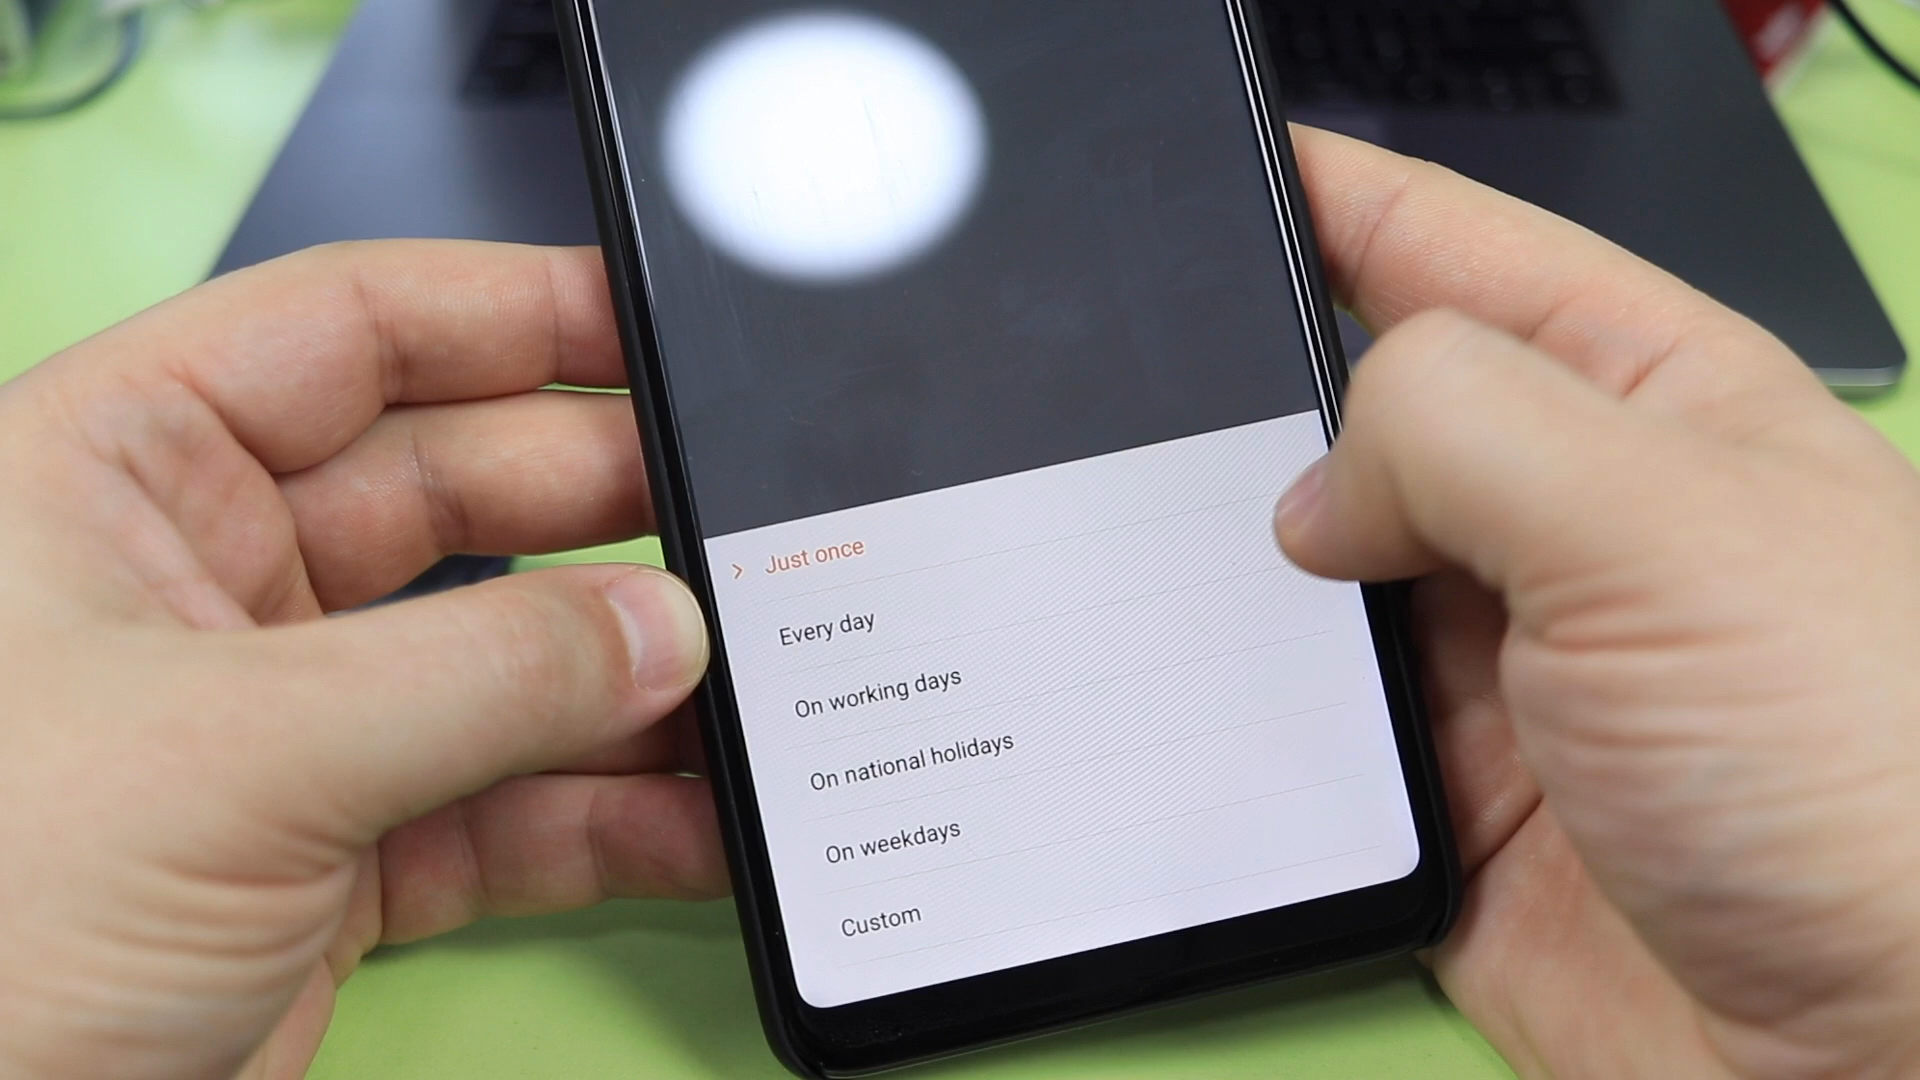 Just once
Every day
On working days
On national holidays
On weekdays
Custom